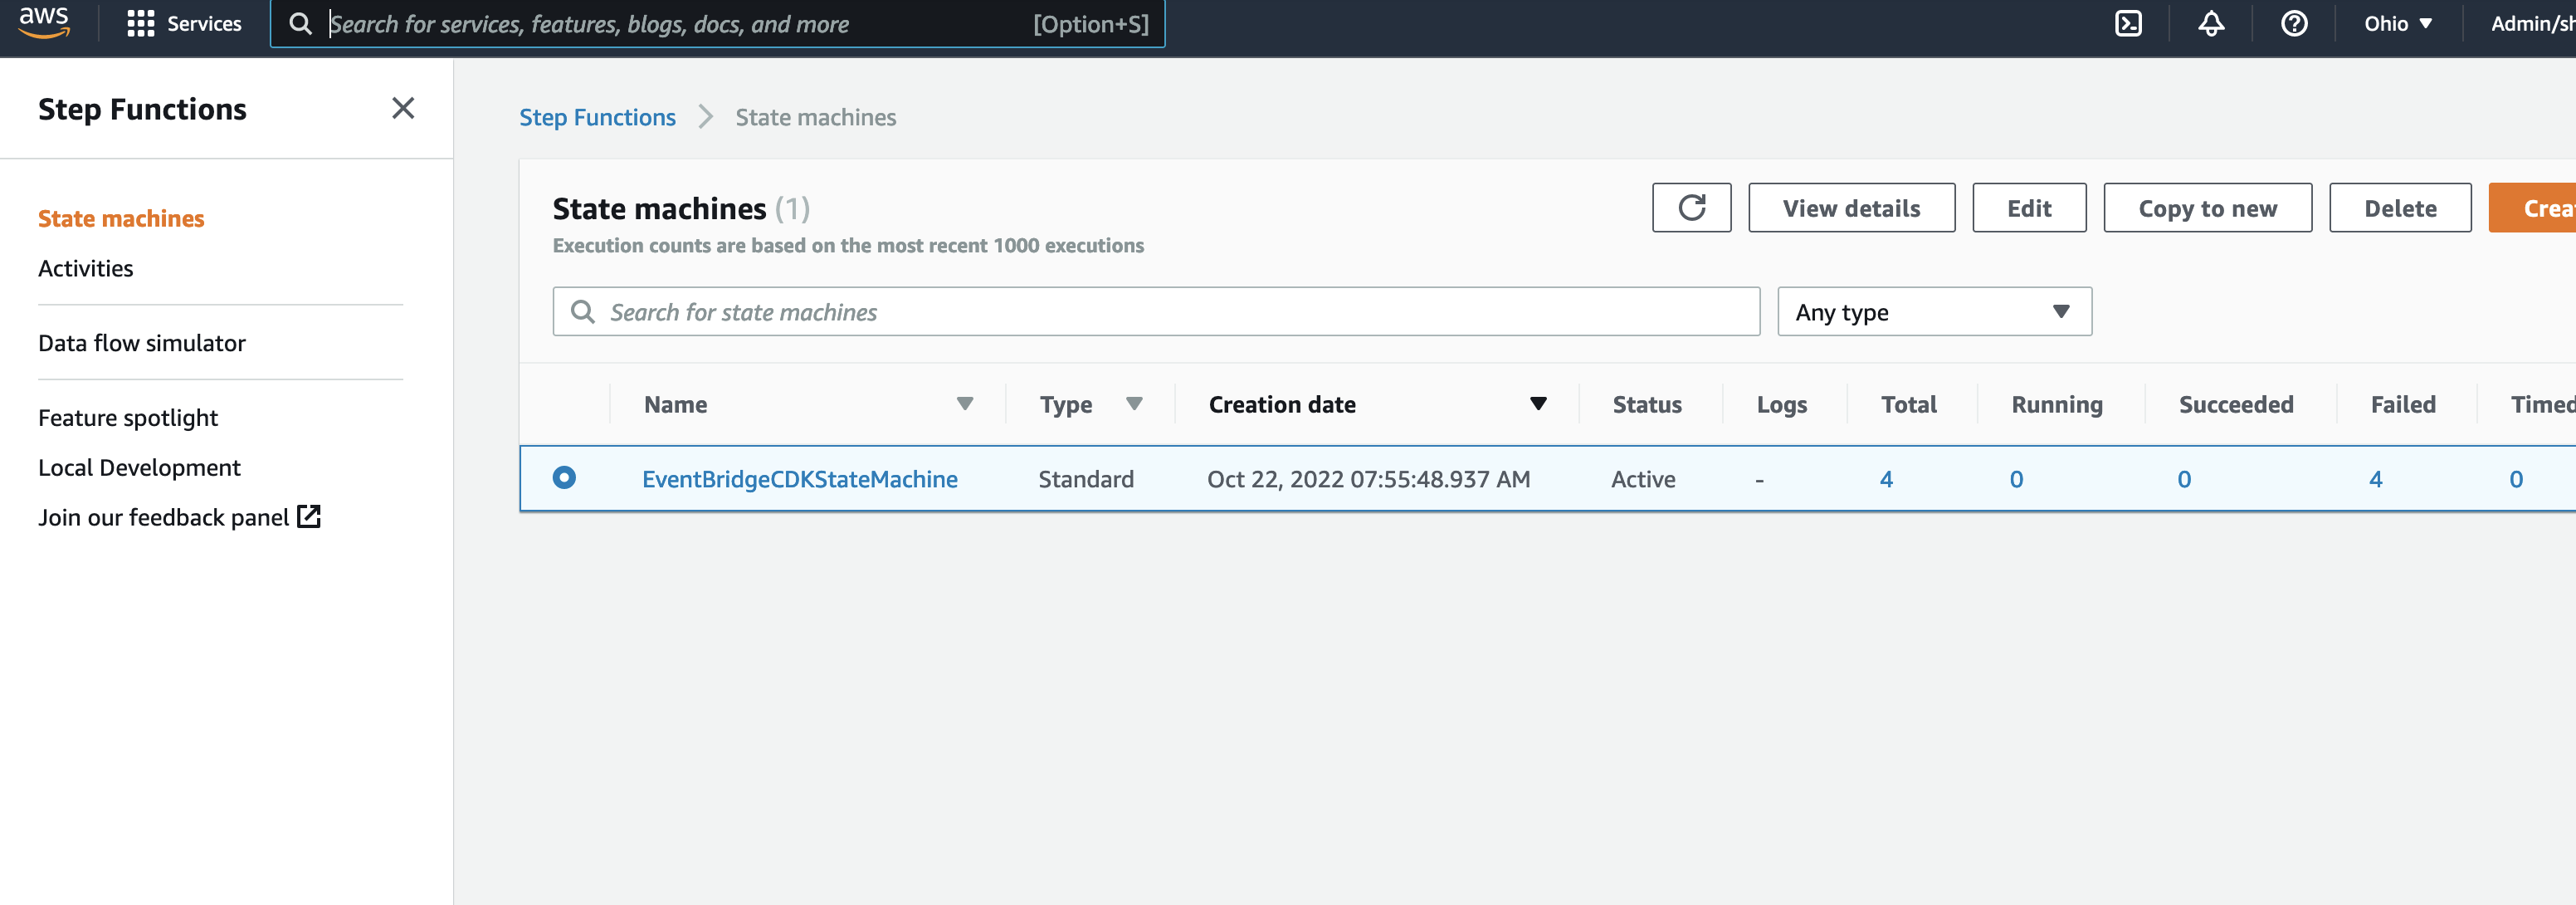 aws Services Search for services, features, blogs, docs, and more [Option+S] Ohio Admin/sh
Step Functions
State machines
Activities
Data flow simulator
Feature spotlight
Local Development
Join our feedback panel
Step Functions State machines
State machines (1)
Execution counts are based on the most recent 1000 executions
View details Edit Copy to new Delete Crea
Search for state machines Any type
Name Type Creation date Status Logs Total Running Succeeded Failed Timed
EventBridgeCDKStateMachine Standard Oct 22, 2022 07:55:48.937 AM Active - 4 0 0 4 0